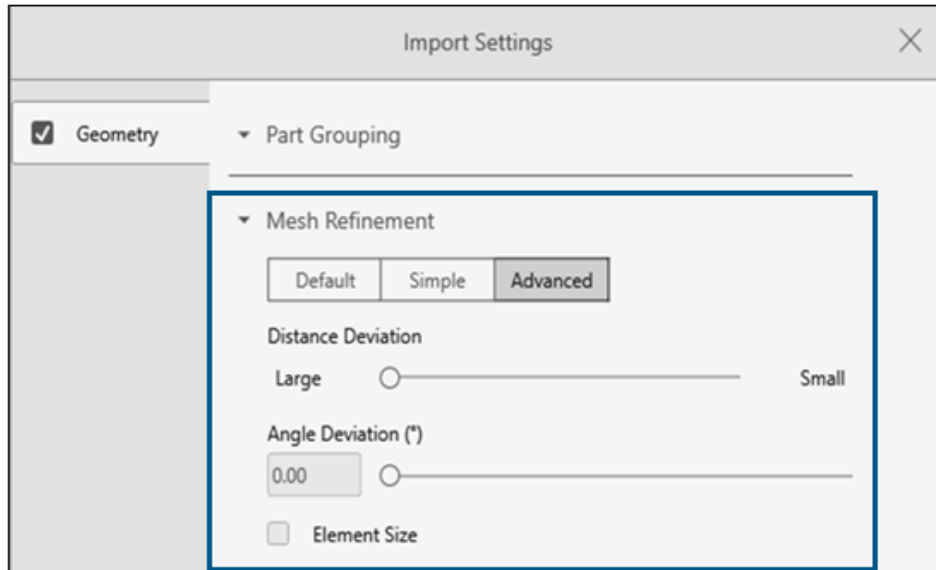 Import Settings
Geometry
Part Grouping
Mesh Refinement
Default Simple Advanced
Distance Deviation
Large Small
Angle Deviation (°)
0.00
Element Size